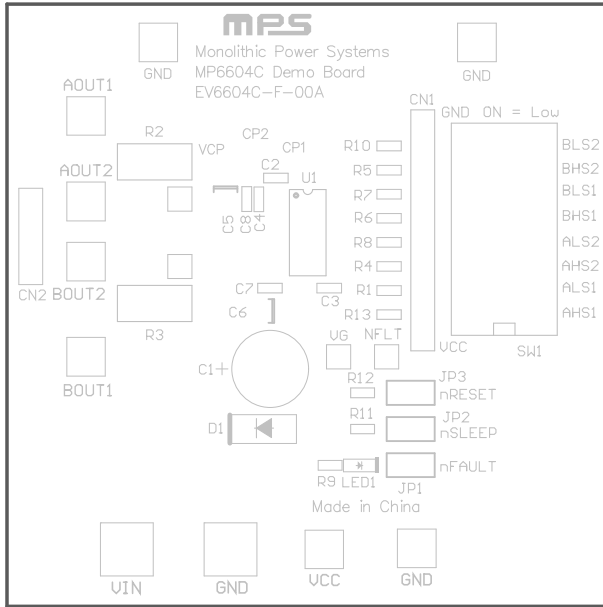 mps
Monolithic Power Systems
MP6604C Demo Board
EV6604C-F-00A
GND
GND
AOUT1
CN1
GND ON = Low
R2
VCP
CP2
CP1
C2
U1
R10
BLS2
R5
BHS2
AOUT2
R7
BLS1
C5
C8
C4
R6
BHS1
R8
ALS2
R4
AHS2
CN2
BOUT2
C7
C3
R1
ALS1
R3
C6
R13
AHS1
VG
NFLT
VCC
SW1
BOUT1
C1+
R12
JP3
nRESET
D1
R11
JP2
nSLEEP
R9
LED1
nFAULT
JP1
Made in China
VIN
GND
VCC
GND